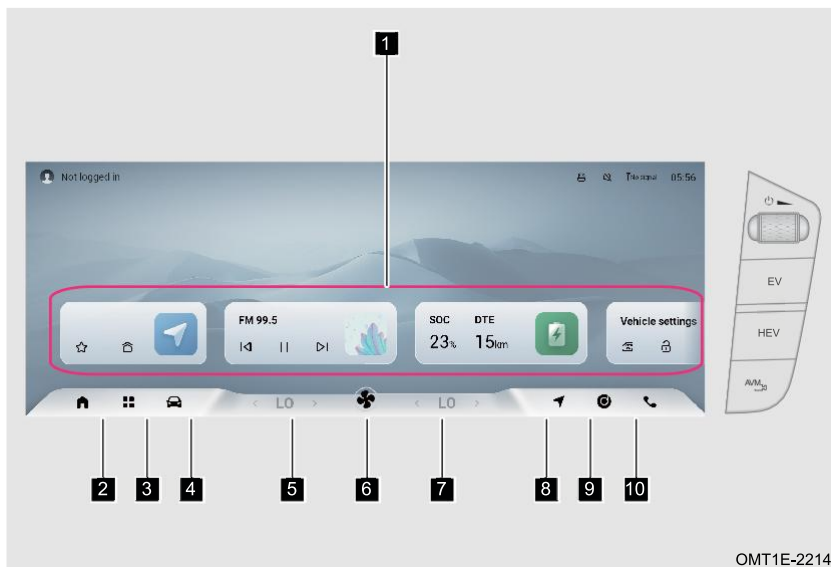 1
Not logged in
05:56
FM 99.5
SOC DTE
23% 15km
Vehicle settings
LO
LO
2
3
4
5
6
7
8
9
10
EV
HEV
AVM
OMT1E-2214